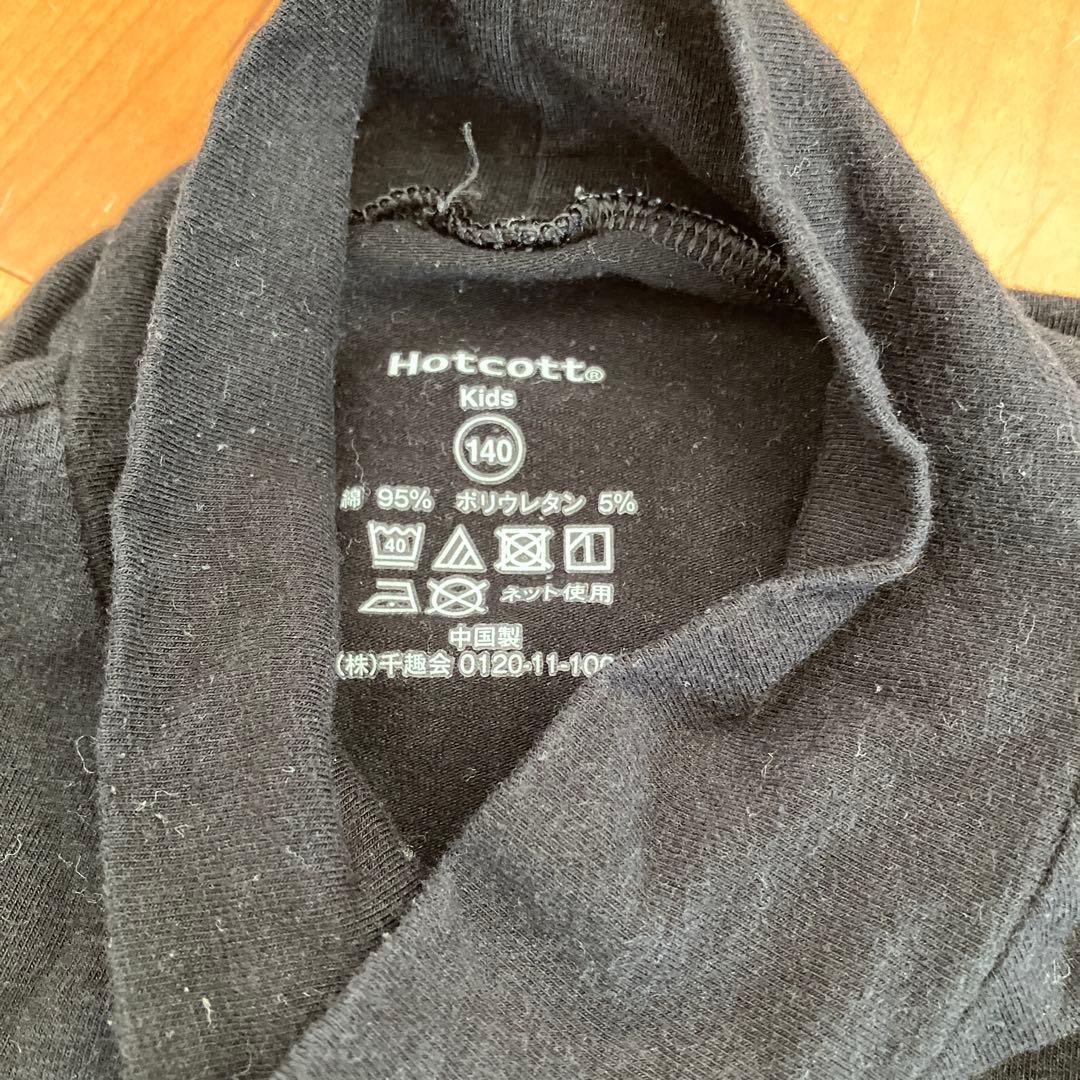 Hotcott®
Kids
140
綿 95% ポリウレタン 5%
40
ネット使用
中国製
(株)千趣会 0120-11-100